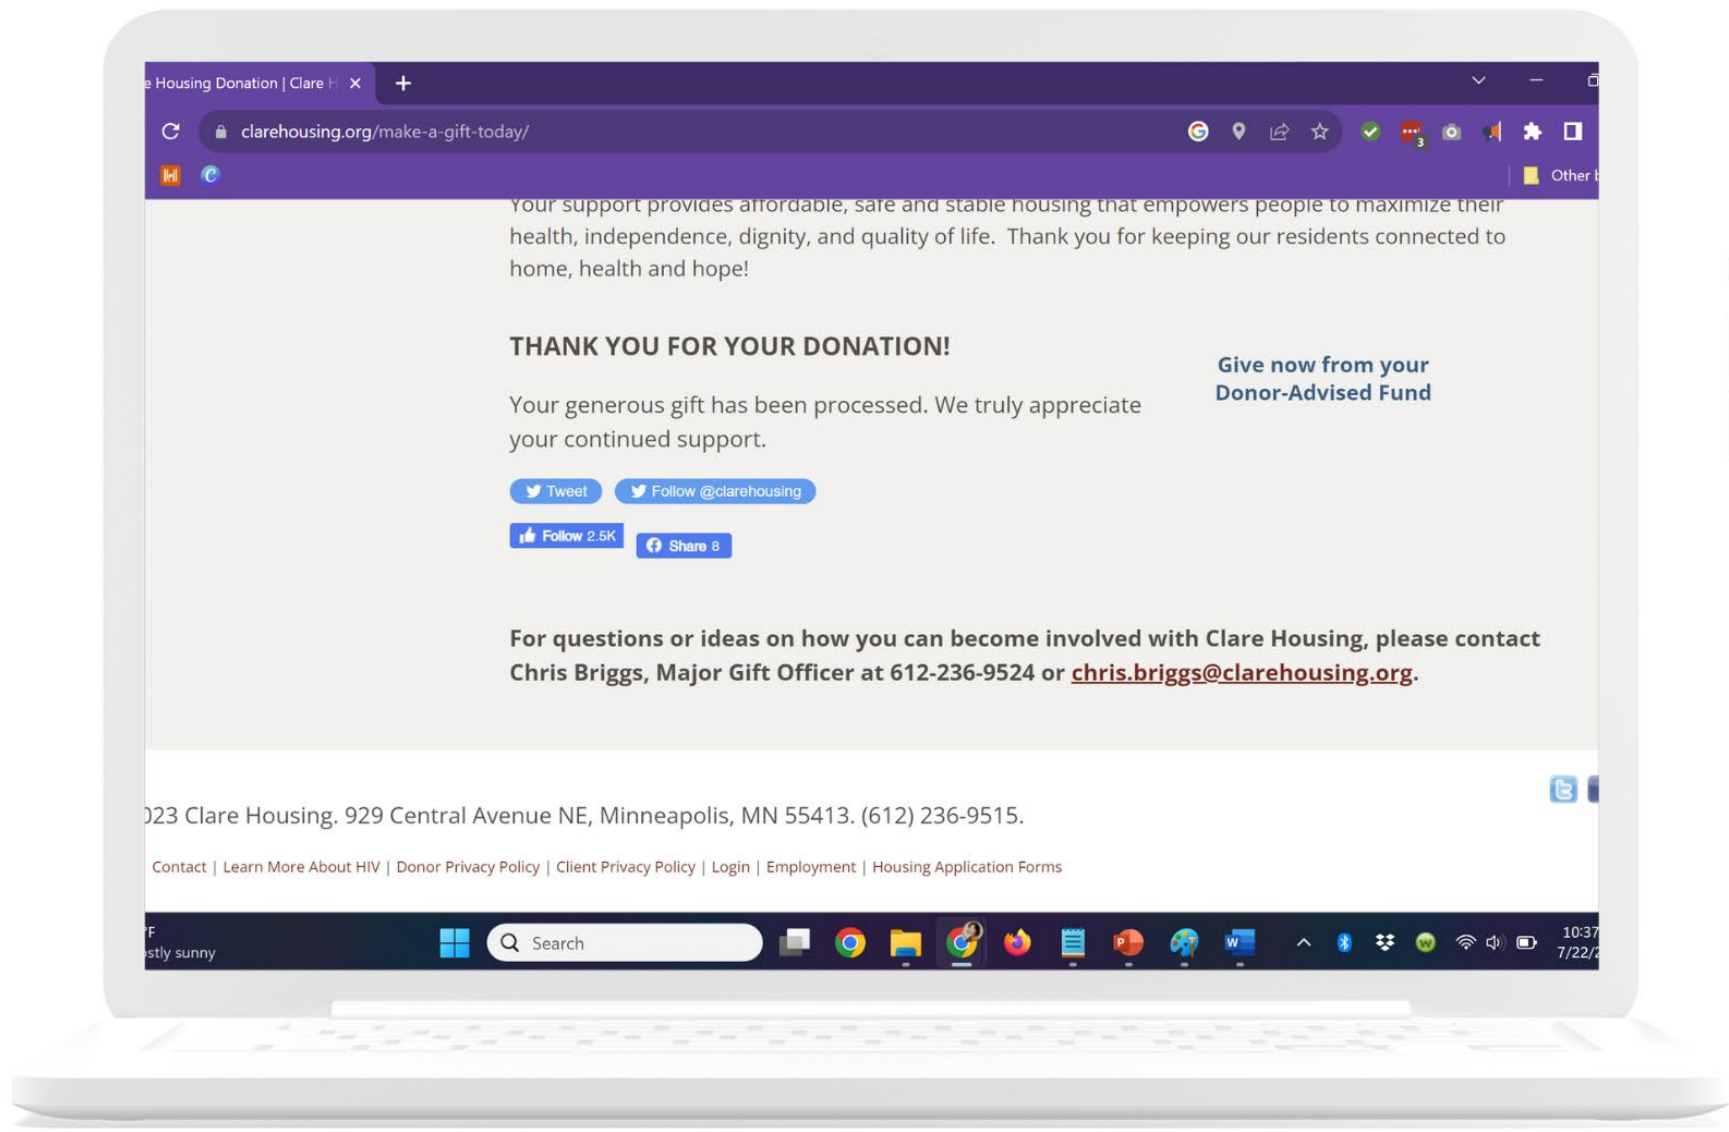 e Housing Donation | Clare H
clarehousing.org/make-a-gift-today/
3
Other b
Your support provides affordable, safe and stable housing that empowers people to maximize their
health, independence, dignity, and quality of life. Thank you for keeping our residents connected to
home, health and hope!
THANK YOU FOR YOUR DONATION!
Give now from your
Donor-Advised Fund
Your generous gift has been processed. We truly appreciate
your continued support.
Tweet
Follow @clarehousing
Follow 2.5K
Share 8
For questions or ideas on how you can become involved with Clare Housing, please contact
Chris Briggs, Major Gift Officer at 612-236-9524 or chris.briggs@clarehousing.org.
023 Clare Housing. 929 Central Avenue NE, Minneapolis, MN 55413. (612) 236-9515.
Contact | Learn More About HIV | Donor Privacy Policy | Client Privacy Policy | Login | Employment | Housing Application Forms
°F
stly sunny
Search
10:37
7/22/2